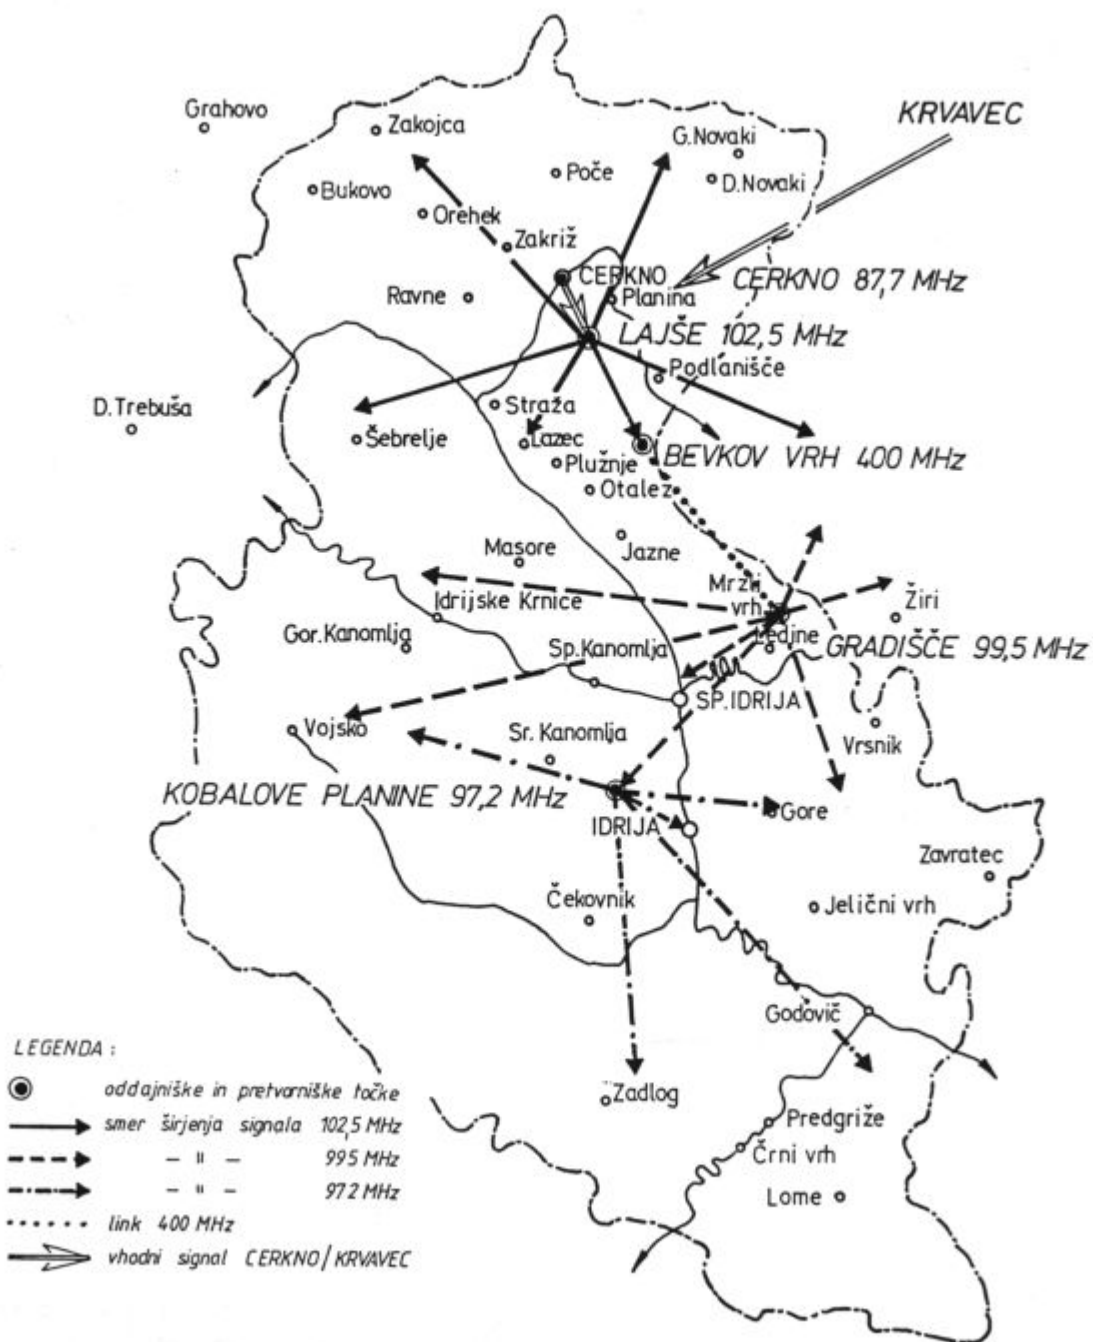 Grahovo
Zakojca
KRVAVEC
G.Novaki
Poče
D.Novaki
Bukovo
Orehek
Zakriž
CERKNO
CERKNO 87,7 MHz
Ravne
Planina
LAJŠE 102,5 MHz
Podlanišče
D.Trebuša
Straža
Šebrelje
Lazec
BEVKOV VRH 400 MHz
Plužnje
Otalez
Jazne
Masore
Mrzli
vrh
Idrijske Krnice
Žiri
Ledine
Gor.Kanomlja
Sp.Kanomlja
GRADIŠČE 99,5 MHz
SP.IDRIJA
Vojsko
Sr.Kanomlja
Vrsnik
KOBALOVE PLANINE 97,2 MHz
IDRIJA
Gore
Zavratec
Čekovnik
Jelični vrh
Godovič
Zadlog
Predgriže
Črni vrh
Lome
LEGENDA :
oddajniške in pretvorniške točke
smer širjenja signala 102,5 MHz
— " — 99,5 MHz
— " — 97,2 MHz
link 400 MHz
vhodni signal CERKNO/KRVAVEC